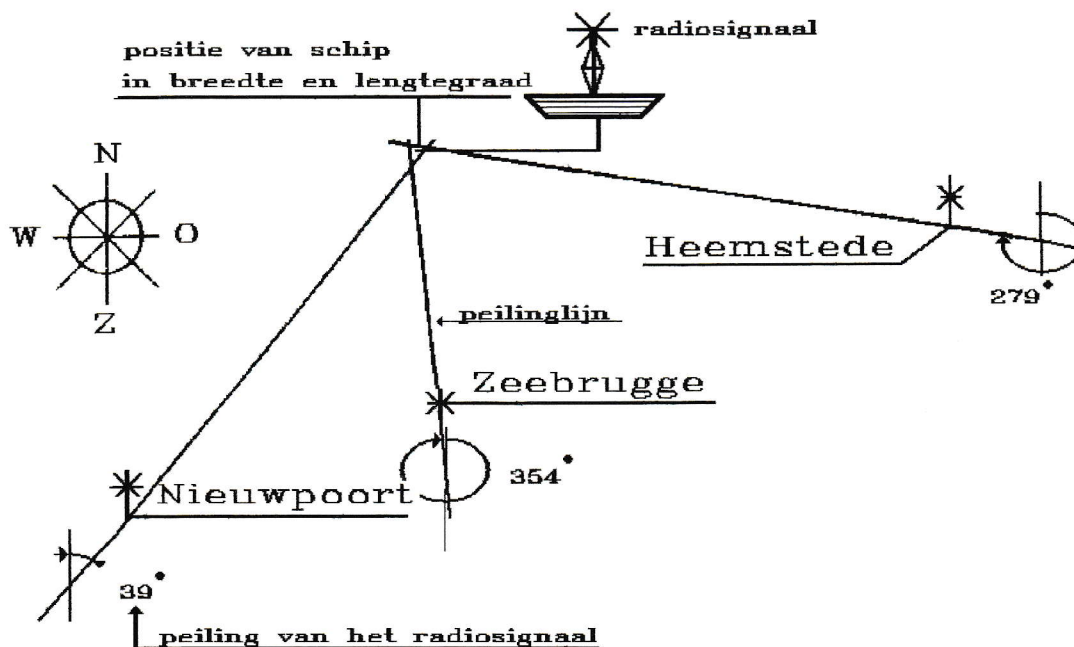 radiosignaal
positie van schip
in breedte en lengtegraad
N
W O
Z
Heemstede
279°
peilinglijn
Zeebrugge
354°
Nieuwpoort
39°
peiling van het radiosignaal